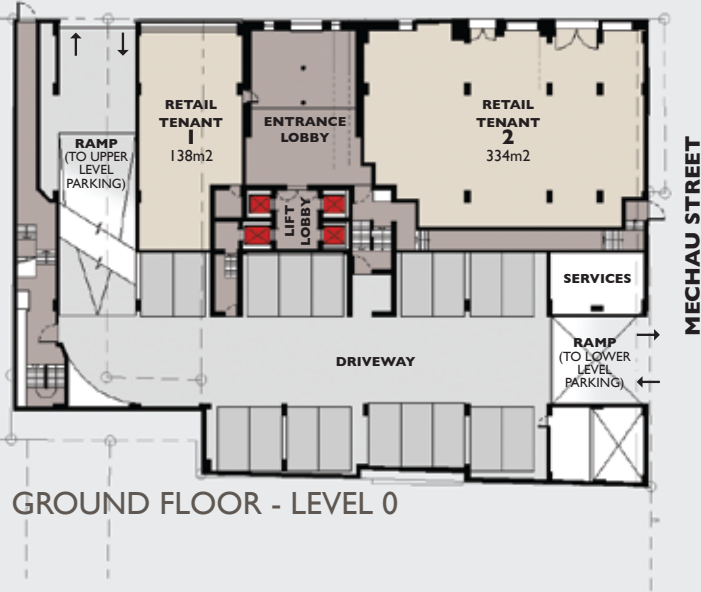 RETAIL
TENANT
1
138m2
ENTRANCE
LOBBY
RETAIL
TENANT
2
334m2
RAMP
(TO UPPER
LEVEL
PARKING)
LIFT
LOBBY
MECHAU STREET
SERVICES
RAMP
(TO LOWER
LEVEL
PARKING)
DRIVEWAY
GROUND FLOOR - LEVEL 0